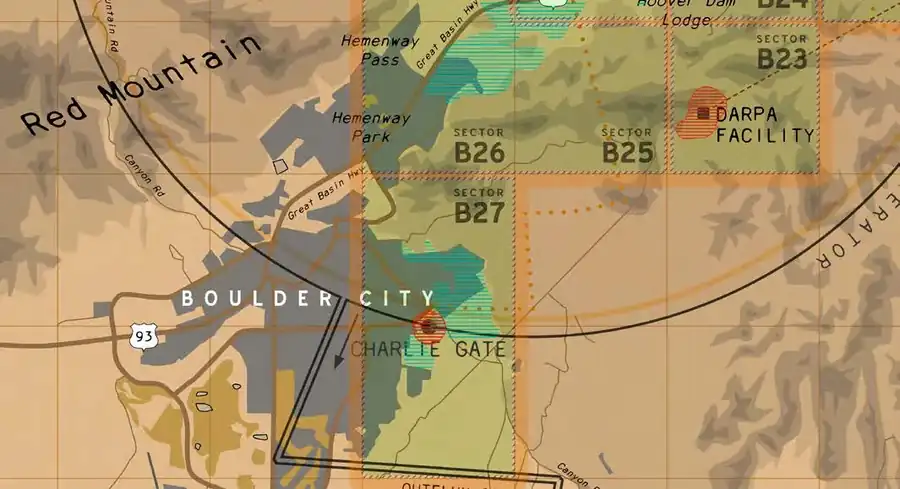 Hoover Dam
Lodge
B24
SECTOR
B23
Great Basin Hwy
Hemenway
Pass
Red Mountain
DARPA
FACILITY
Hemenway
Park
SECTOR
B26
SECTOR
B25
Canyon Rd
Great Basin Hwy
SECTOR
B27
BOULDER CITY
93
CHARLIE GATE